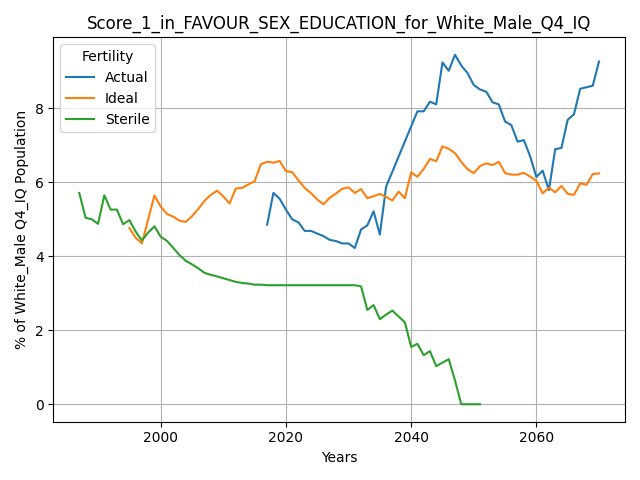 Score_1_in_FAVOUR_SEX_EDUCATION_for_White_Male_Q4_IQ
Fertility
Actual
Ideal
Sterile
% of White_Male Q4_IQ Population
8
6
4
2
0
2000 2020 2040 2060
Years